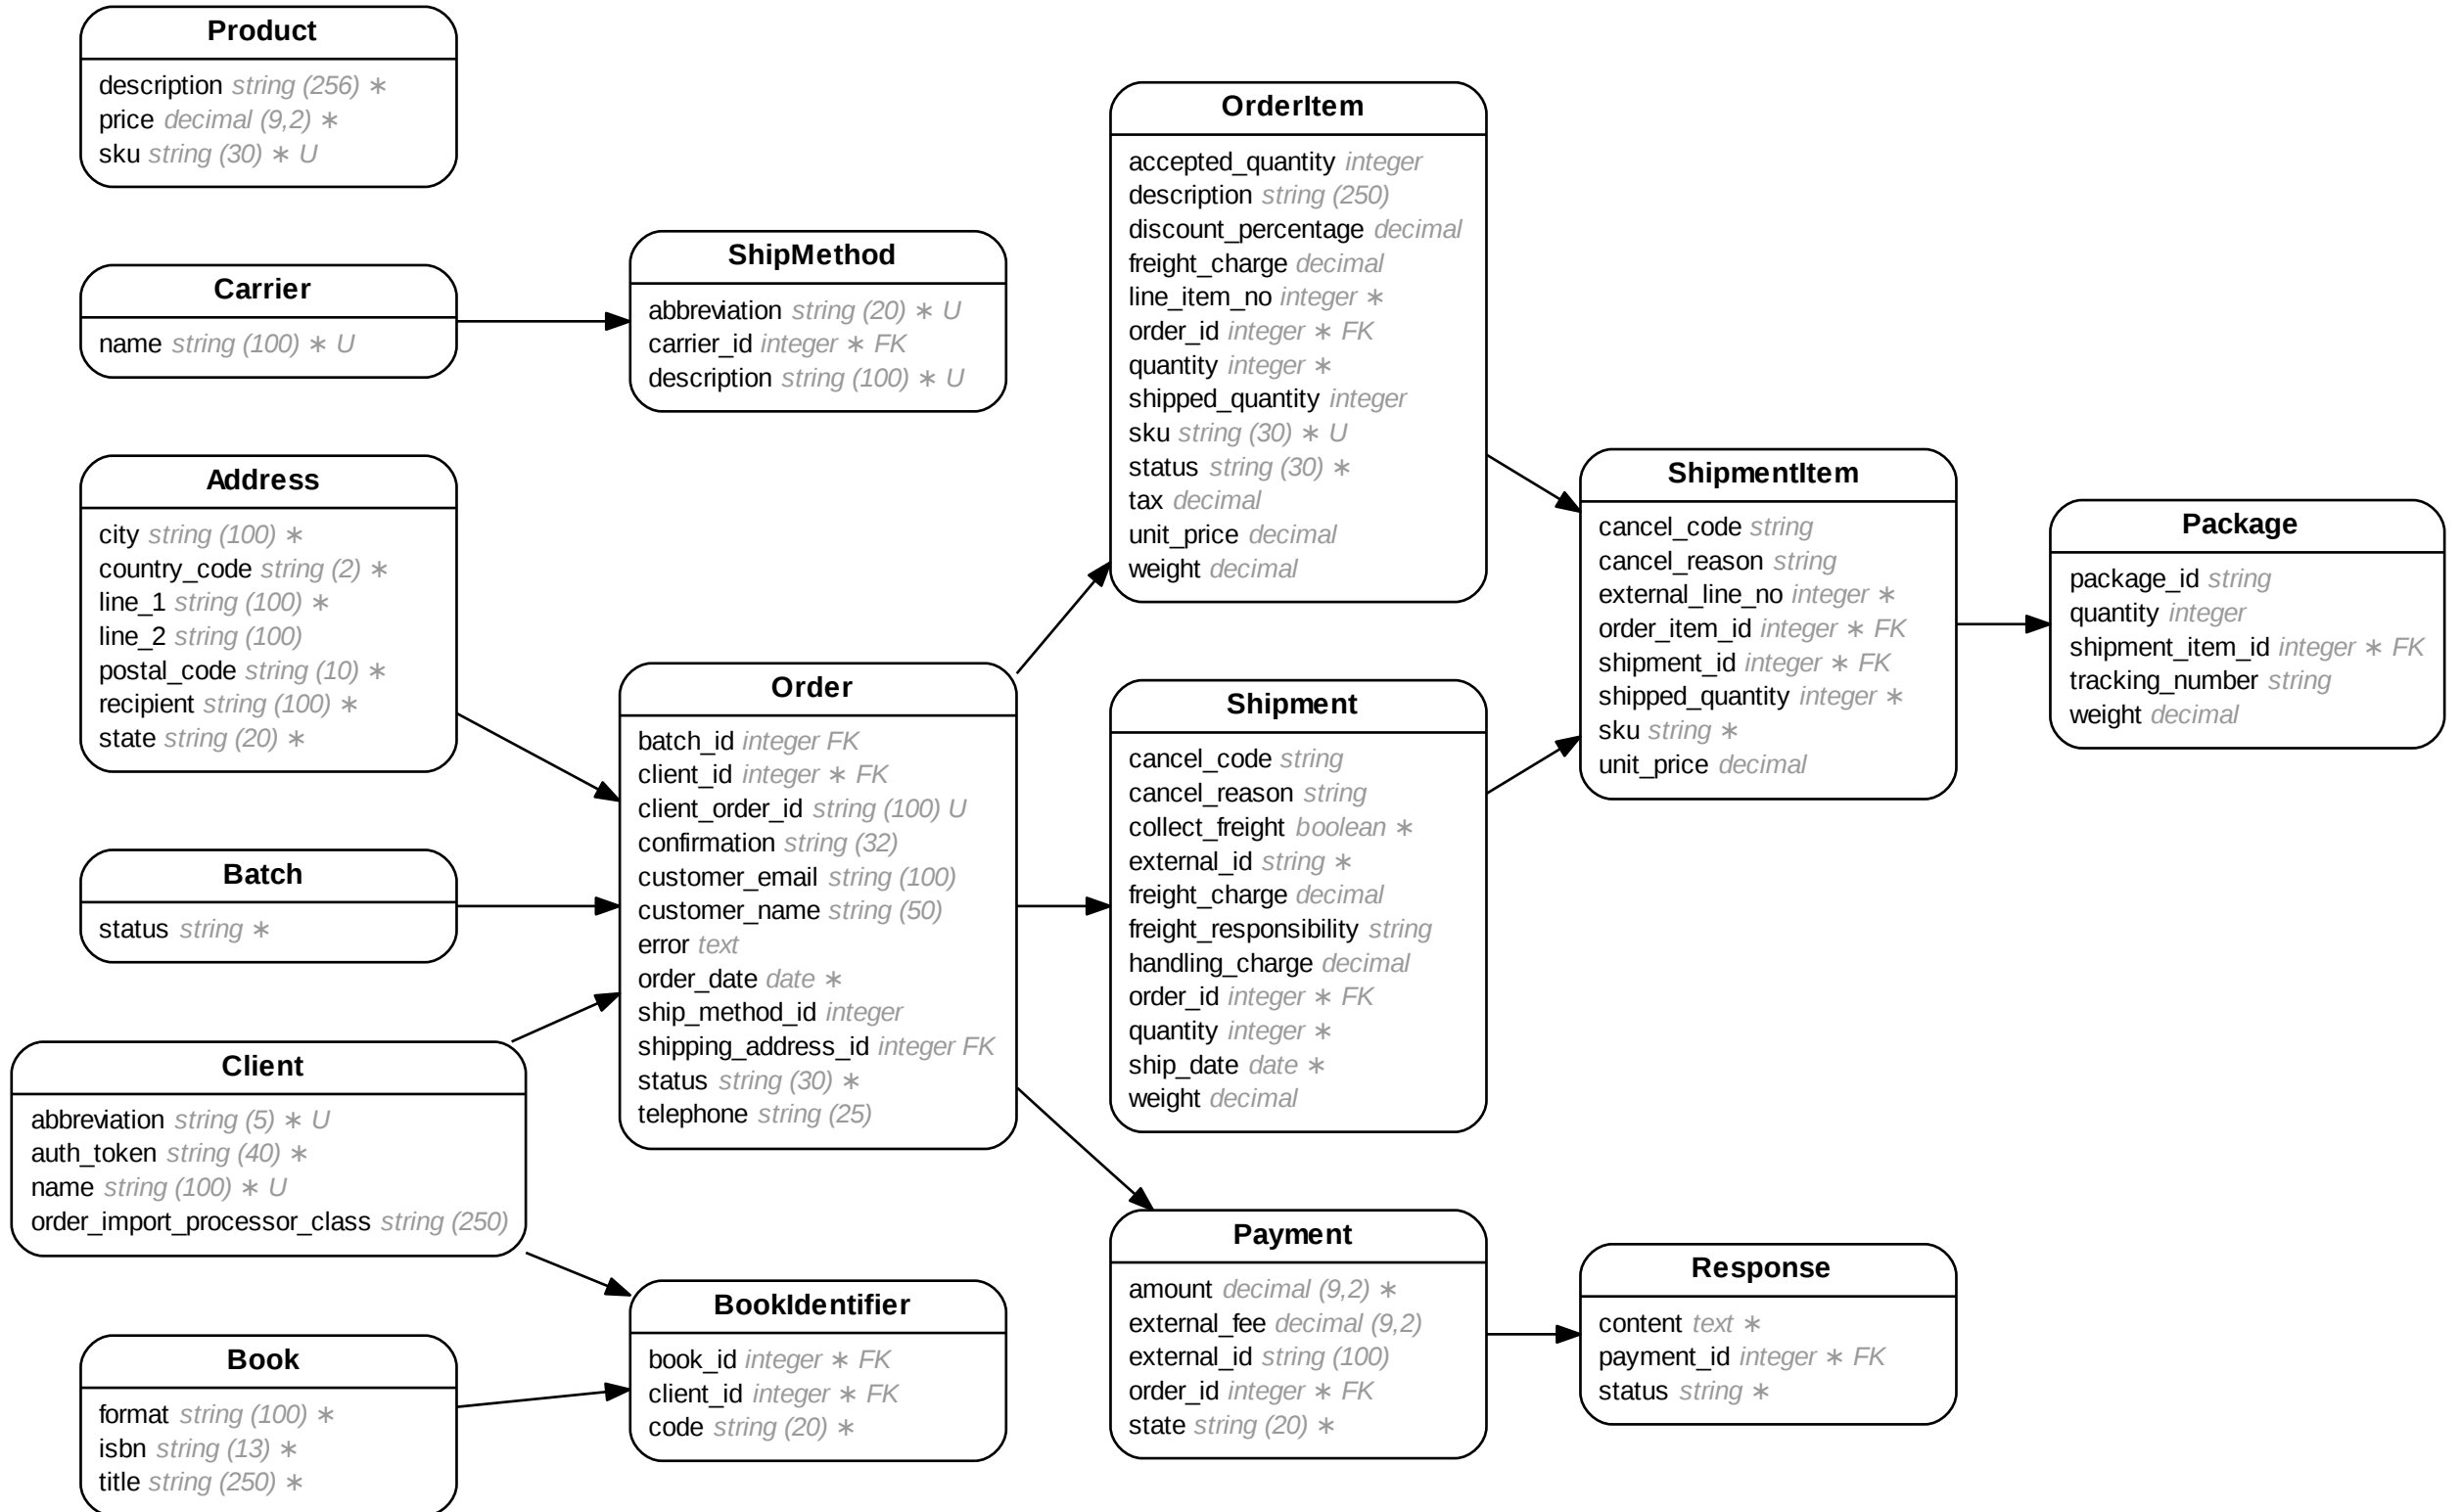 Product
description string (256) ∗
price decimal (9,2) ∗
sku string (30) ∗ U
Carrier
name string (100) ∗ U
Address
city string (100) ∗
country_code string (2) ∗
line_1 string (100) ∗
line_2 string (100)
postal_code string (10) ∗
recipient string (100) ∗
state string (20) ∗
Batch
status string ∗
Client
abbreviation string (5) ∗ U
auth_token string (40) ∗
name string (100) ∗ U
order_import_processor_class string (250)
Book
format string (100) ∗
isbn string (13) ∗
title string (250) ∗
ShipMethod
abbreviation string (20) ∗ U
carrier_id integer ∗ FK
description string (100) ∗ U
Order
batch_id integer FK
client_id integer ∗ FK
client_order_id string (100) U
confirmation string (32)
customer_email string (100)
customer_name string (50)
error text
order_date date ∗
ship_method_id integer
shipping_address_id integer FK
status string (30) ∗
telephone string (25)
BookIdentifier
book_id integer ∗ FK
client_id integer ∗ FK
code string (20) ∗
OrderItem
accepted_quantity integer
description string (250)
discount_percentage decimal
freight_charge decimal
line_item_no integer ∗
order_id integer ∗ FK
quantity integer ∗
shipped_quantity integer
sku string (30) ∗ U
status string (30) ∗
tax decimal
unit_price decimal
weight decimal
Shipment
cancel_code string
cancel_reason string
collect_freight boolean ∗
external_id string ∗
freight_charge decimal
freight_responsibility string
handling_charge decimal
order_id integer ∗ FK
quantity integer ∗
ship_date date ∗
weight decimal
Payment
amount decimal (9,2) ∗
external_fee decimal (9,2)
external_id string (100)
order_id integer ∗ FK
state string (20) ∗
ShipmentItem
cancel_code string
cancel_reason string
external_line_no integer ∗
order_item_id integer ∗ FK
shipment_id integer ∗ FK
shipped_quantity integer ∗
sku string ∗
unit_price decimal
Response
content text ∗
payment_id integer ∗ FK
status string ∗
Package
package_id string
quantity integer
shipment_item_id integer ∗ FK
tracking_number string
weight decimal